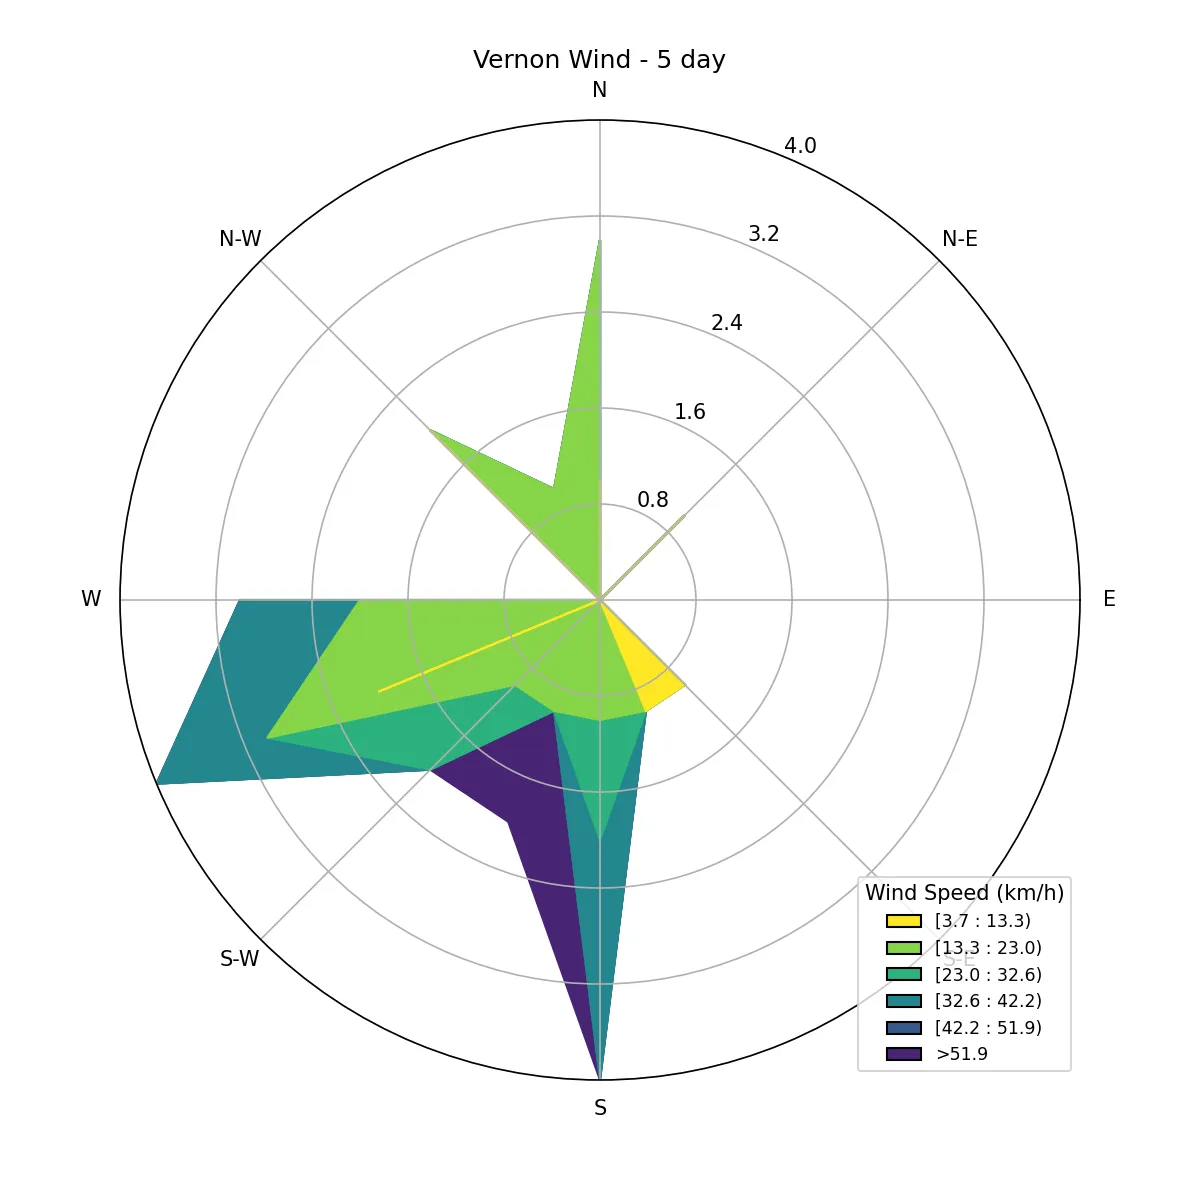 Vernon Wind - 5 day
N
4.0
N-W
3.2
N-E
2.4
1.6
0.8
W
E
Wind Speed (km/h)
[3.7 : 13.3)
[13.3 : 23.0)
S-W
S-E
[23.0 : 32.6)
[32.6 : 42.2)
[42.2 : 51.9)
>51.9
S